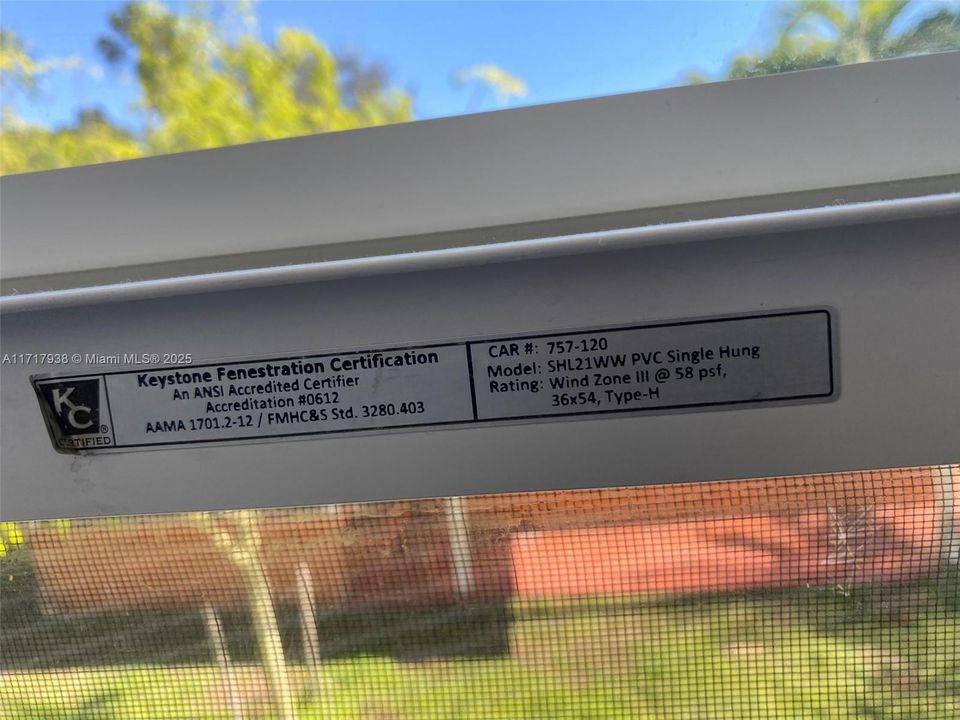 A11717938 © Miami MLS® 2025
KC®
CERTIFIED
Keystone Fenestration Certification
An ANSI Accredited Certifier
Accreditation #0612
AAMA 1701.2-12 / FMHC&S Std. 3280.403
CAR #: 757-120
Model: SHL21WW PVC Single Hung
Rating: Wind Zone III @ 58 psf,
36x54, Type-H